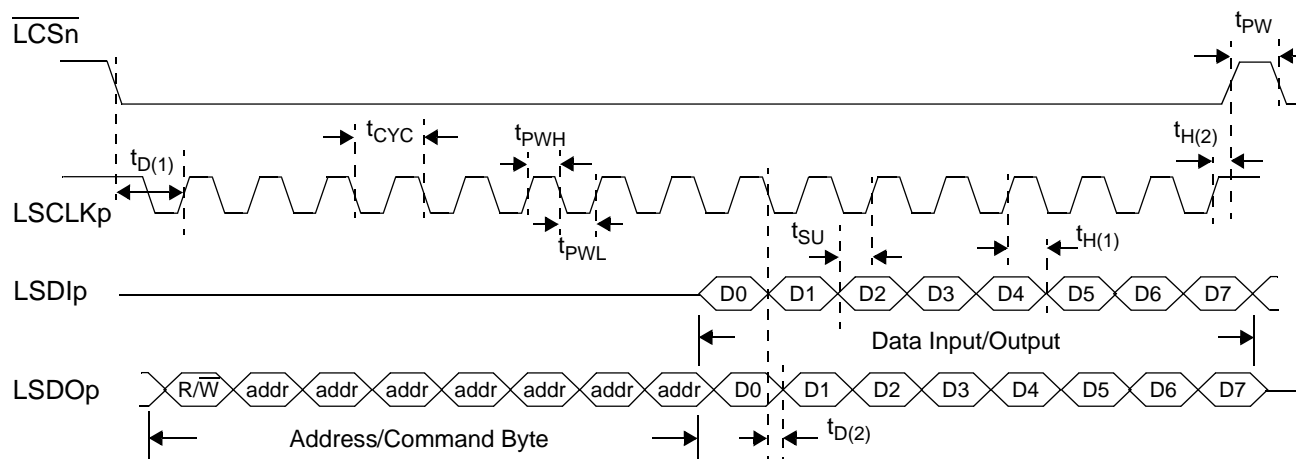 LCSn
tPW
tD(1)
tCYC
tPWH
tH(2)
LSCLKp
tPWL
tSU
tH(1)
LSDIp
D0 D1 D2 D3 D4 D5 D6 D7
Data Input/Output
LSDOp
R/W addr addr addr addr addr addr addr D0 D1 D2 D3 D4 D5 D6 D7
Address/Command Byte
tD(2)